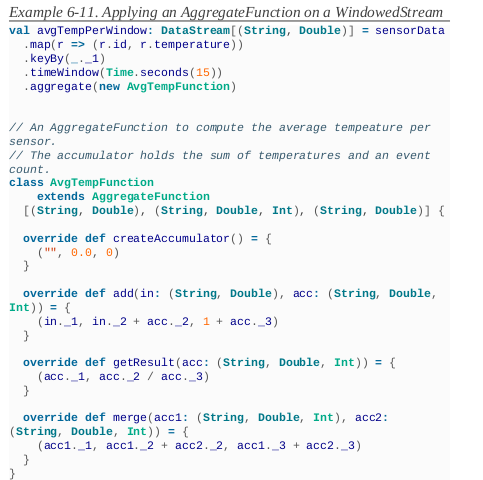 Example 6-11. Applying an AggregateFunction on a WindowedStream
val avgTempPerWindow: DataStream[(String, Double)] = sensorData
  .map(r => (r.id, r.temperature))
  .keyBy(_._1)
  .timeWindow(Time.seconds(15))
  .aggregate(new AvgTempFunction)

// An AggregateFunction to compute the average tempeature per
sensor.
// The accumulator holds the sum of temperatures and an event
count.
class AvgTempFunction
    extends AggregateFunction
  [(String, Double), (String, Double, Int), (String, Double)] {

  override def createAccumulator() = {
    ("", 0.0, 0)
  }

  override def add(in: (String, Double), acc: (String, Double,
Int)) = {
    (in._1, in._2 + acc._2, 1 + acc._3)
  }

  override def getResult(acc: (String, Double, Int)) = {
    (acc._1, acc._2 / acc._3)
  }

  override def merge(acc1: (String, Double, Int), acc2:
(String, Double, Int)) = {
    (acc1._1, acc1._2 + acc2._2, acc1._3 + acc2._3)
  }
}